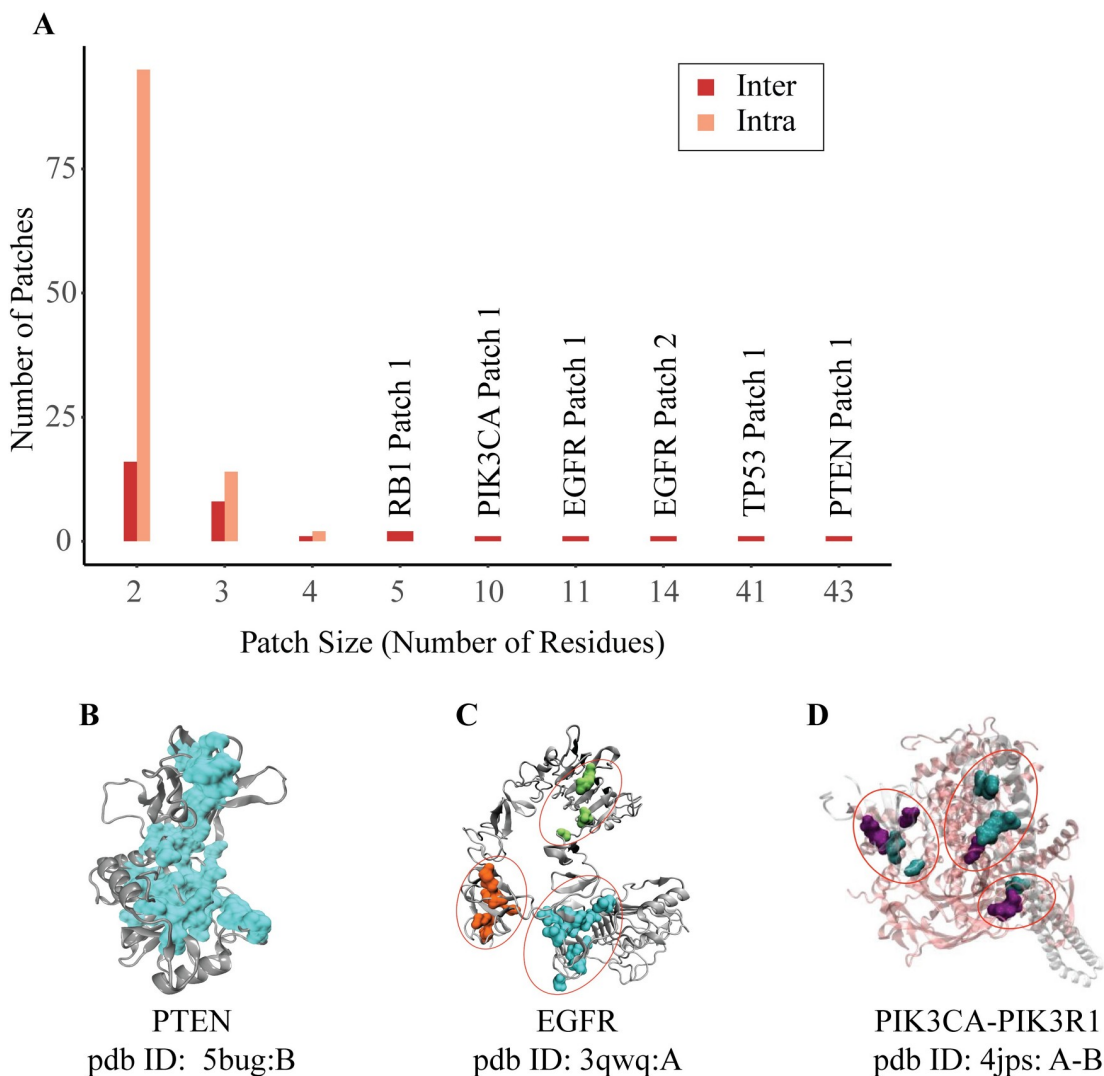 A
Inter
Intra
Number of Patches
75
50
25
0
RB1 Patch 1
PIK3CA Patch 1
EGFR Patch 1
EGFR Patch 2
TP53 Patch 1
PTEN Patch 1
2 3 4 5 10 11 14 41 43
Patch Size (Number of Residues)
B
C
D
PTEN
pdb ID: 5bug:B
EGFR
pdb ID: 3qwq:A
PIK3CA-PIK3R1
pdb ID: 4jps: A-B